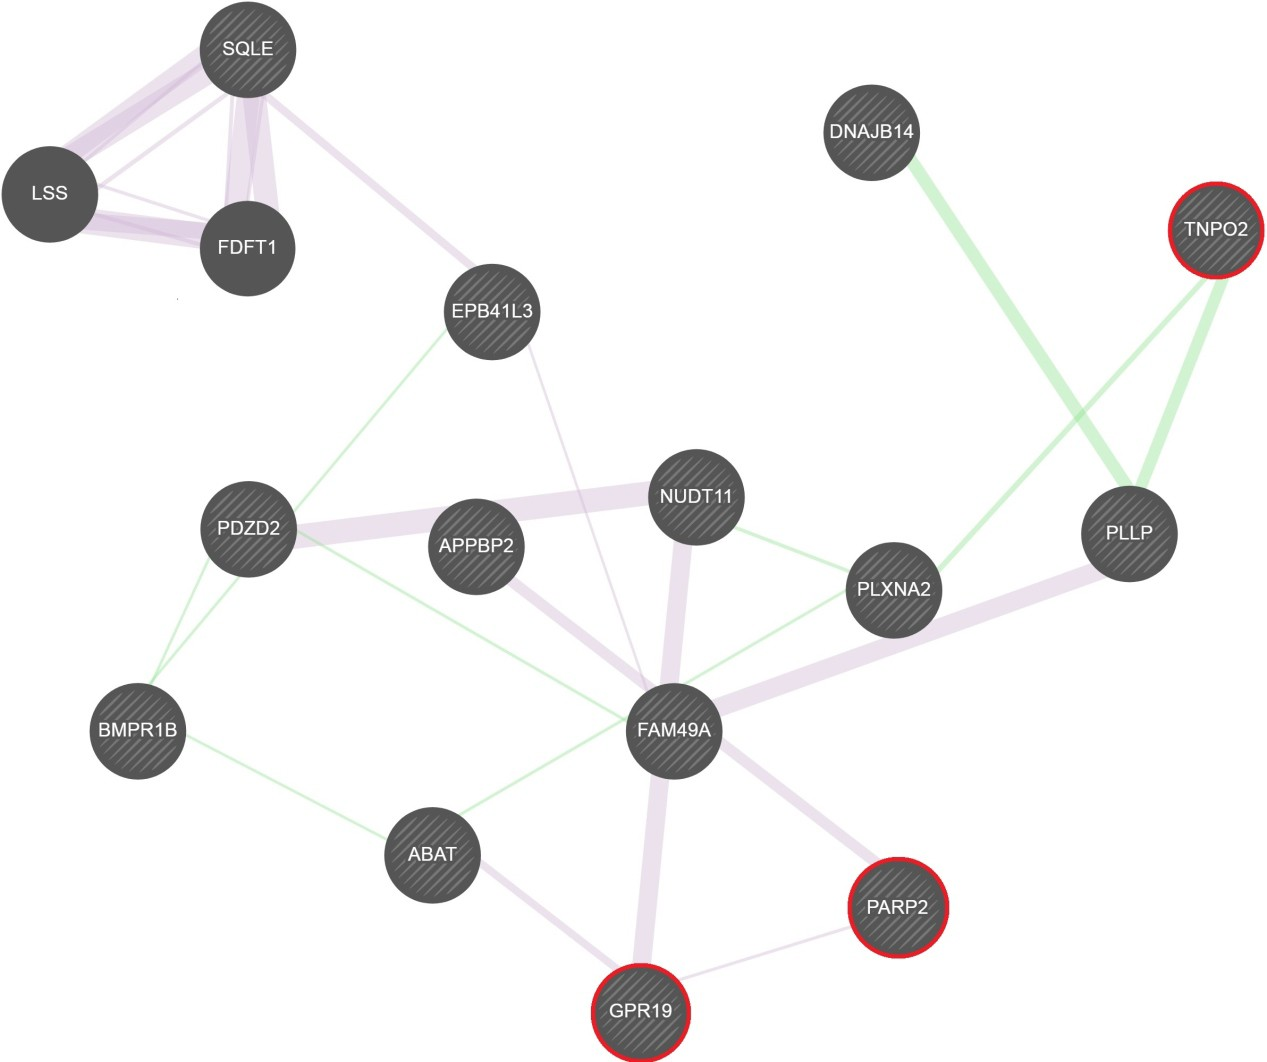 SQLE
DNAJB14
LSS
TNPO2
FDFT1
EPB41L3
NUDT11
PDZD2
APPBP2
PLLP
PLXNA2
BMPR1B
FAM49A
ABAT
PARP2
GPR19